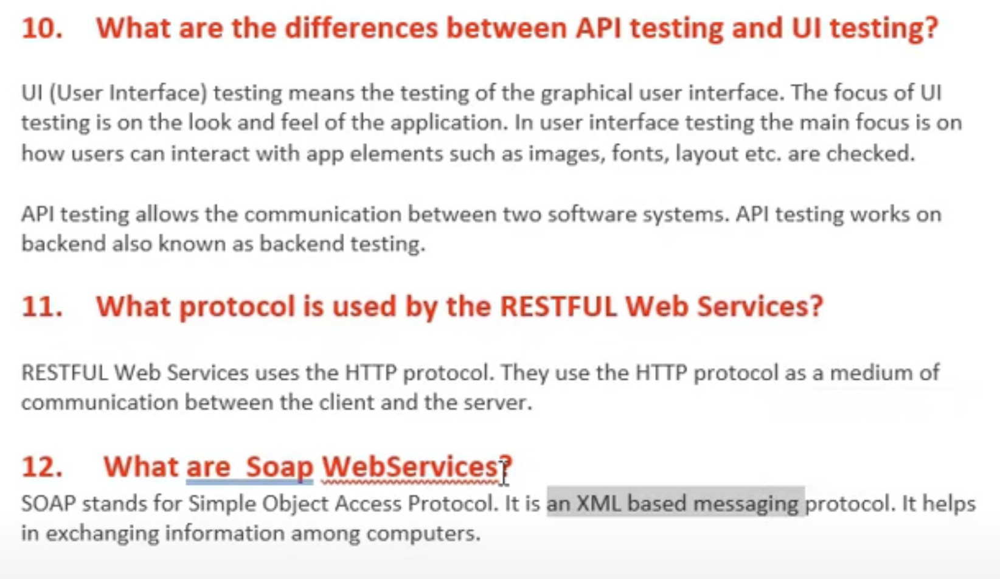 10. What are the differences between API testing and UI testing?
UI (User Interface) testing means the testing of the graphical user interface. The focus of UI
testing is on the look and feel of the application. In user interface testing the main focus is on
how users can interact with app elements such as images, fonts, layout etc. are checked.
API testing allows the communication between two software systems. API testing works on
backend also known as backend testing.
11. What protocol is used by the RESTFUL Web Services?
RESTFUL Web Services uses the HTTP protocol. They use the HTTP protocol as a medium of
communication between the client and the server.
12. What are  Soap WebServices?
SOAP stands for Simple Object Access Protocol. It is an XML based messaging protocol. It helps
in exchanging information among computers.